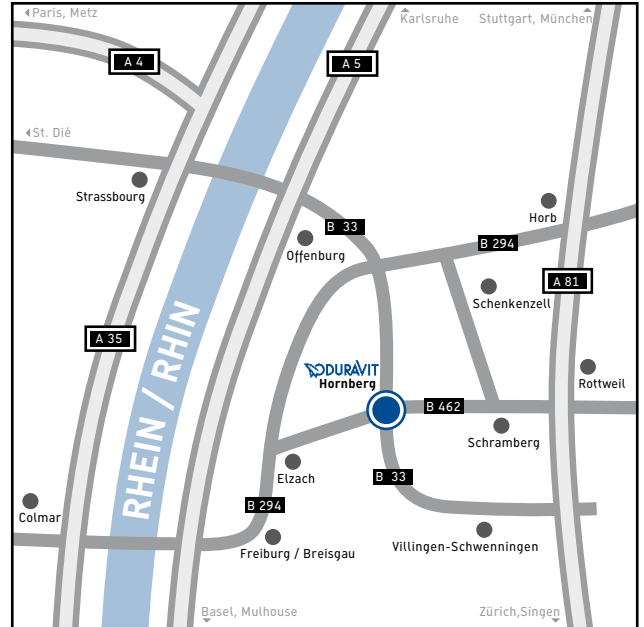 Paris, Metz
Karlsruhe
Stuttgart, München
A 4
A 5
St. Dié
Strassbourg
Horb
B 33
B 294
Offenburg
A 81
Schenkenzell
RHEIN / RHIN
A 35
DURAVIT
Hornberg
Rottweil
B 462
Schramberg
Elzach
B 33
Colmar
B 294
Freiburg / Breisgau
Villingen-Schwenningen
Basel, Mulhouse
Zürich,Singen